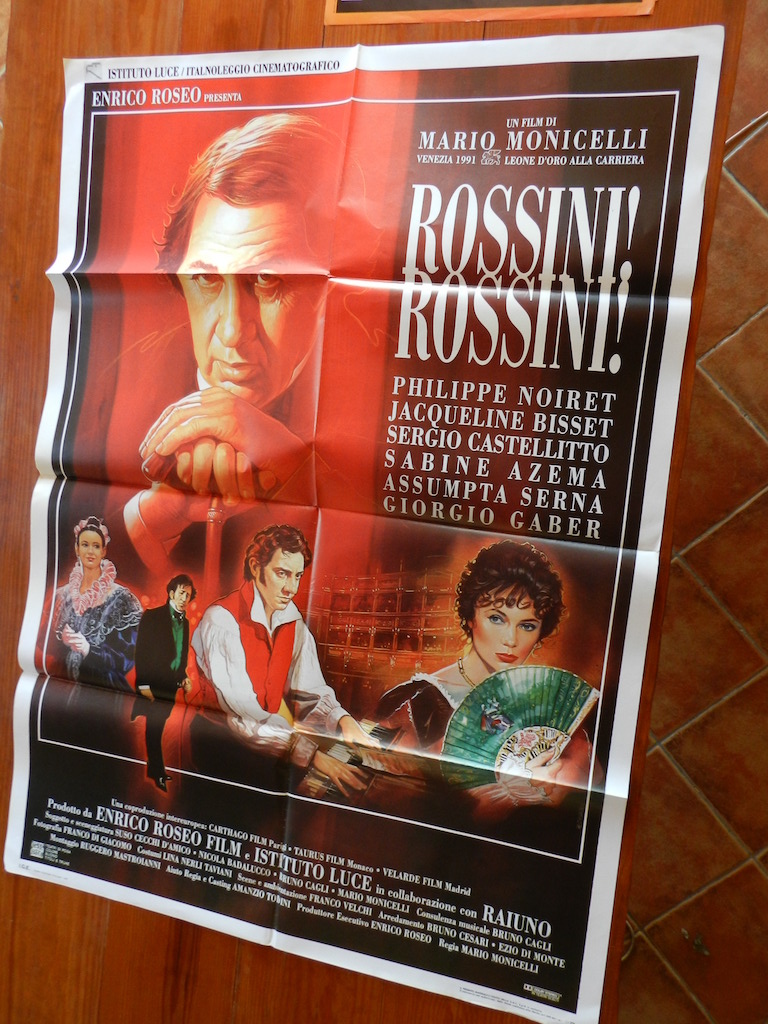 ISTITUTO LUCE / ITALNOLEGGIO CINEMATOGRAFICO
ENRICO ROSEO PRESENTA
UN FILM DI
MARIO MONICELLI
VENEZIA 1991 LEONE D'ORO ALLA CARRIERA
ROSSINI!
ROSSINI!
PHILIPPE NOIRET
JACQUELINE BISSET
SERGIO CASTELLITTO
SABINE AZEMA
ASSUMPTA SERNA
GIORGIO GABER
Una coproduzione intereuropea: CARTHAGO FILM Parigi • TAURUS FILM Monaco • VELARDE FILM Madrid
Prodotto da ENRICO ROSEO FILM e ISTITUTO LUCE in collaborazione con RAIUNO
Soggetto e sceneggiatura SUSO CECCHI D'AMICO • NICOLA BADALUCCO • BRUNO CAGLI • MARIO MONICELLI Consulenza musicale BRUNO CAGLI
Fotografia FRANCO DI GIACOMO Costumi LINA NERLI TAVIANI Scene e ambientazione FRANCO VELCHI Arredamento BRUNO CESARI • EZIO DI MONTE
Montaggio RUGGERO MASTROIANNI Aiuto Regia e Casting AMANZIO TODINI Produttore Esecutivo ENRICO ROSEO Regia MARIO MONICELLI